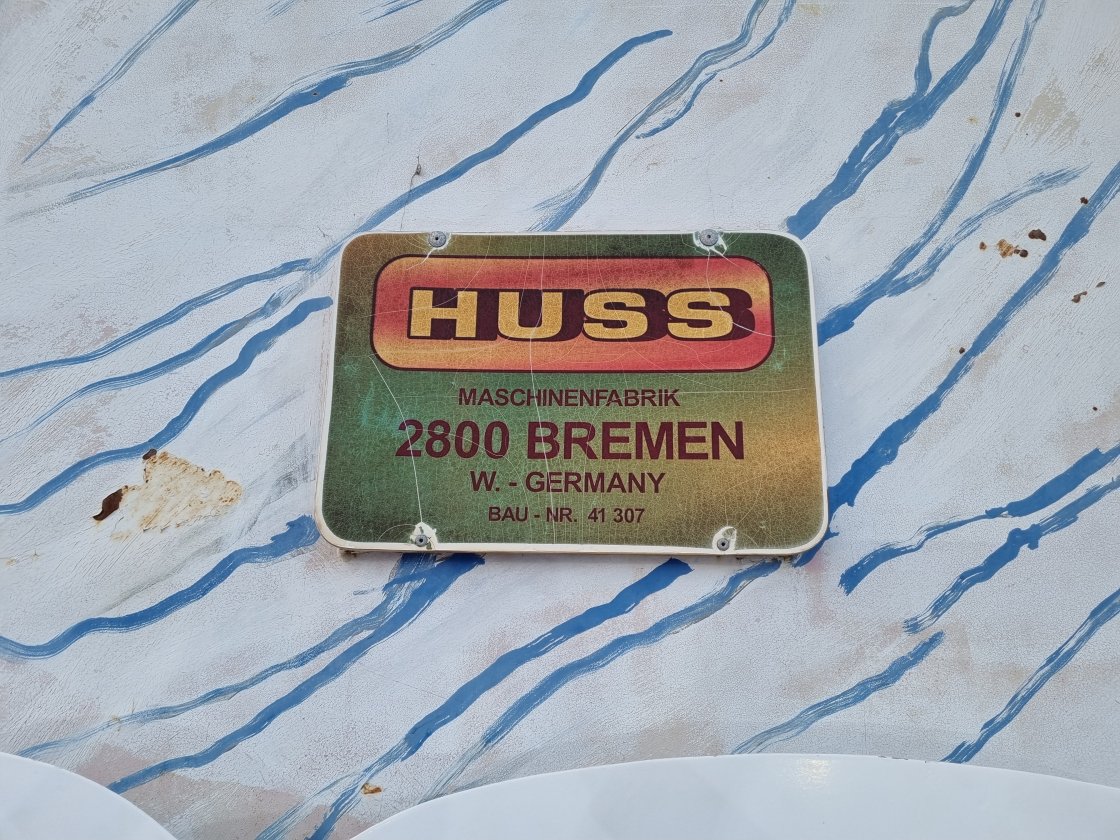 HUSS
MASCHINENFABRIK
2800 BREMEN
W. - GERMANY
BAU - NR. 41 307